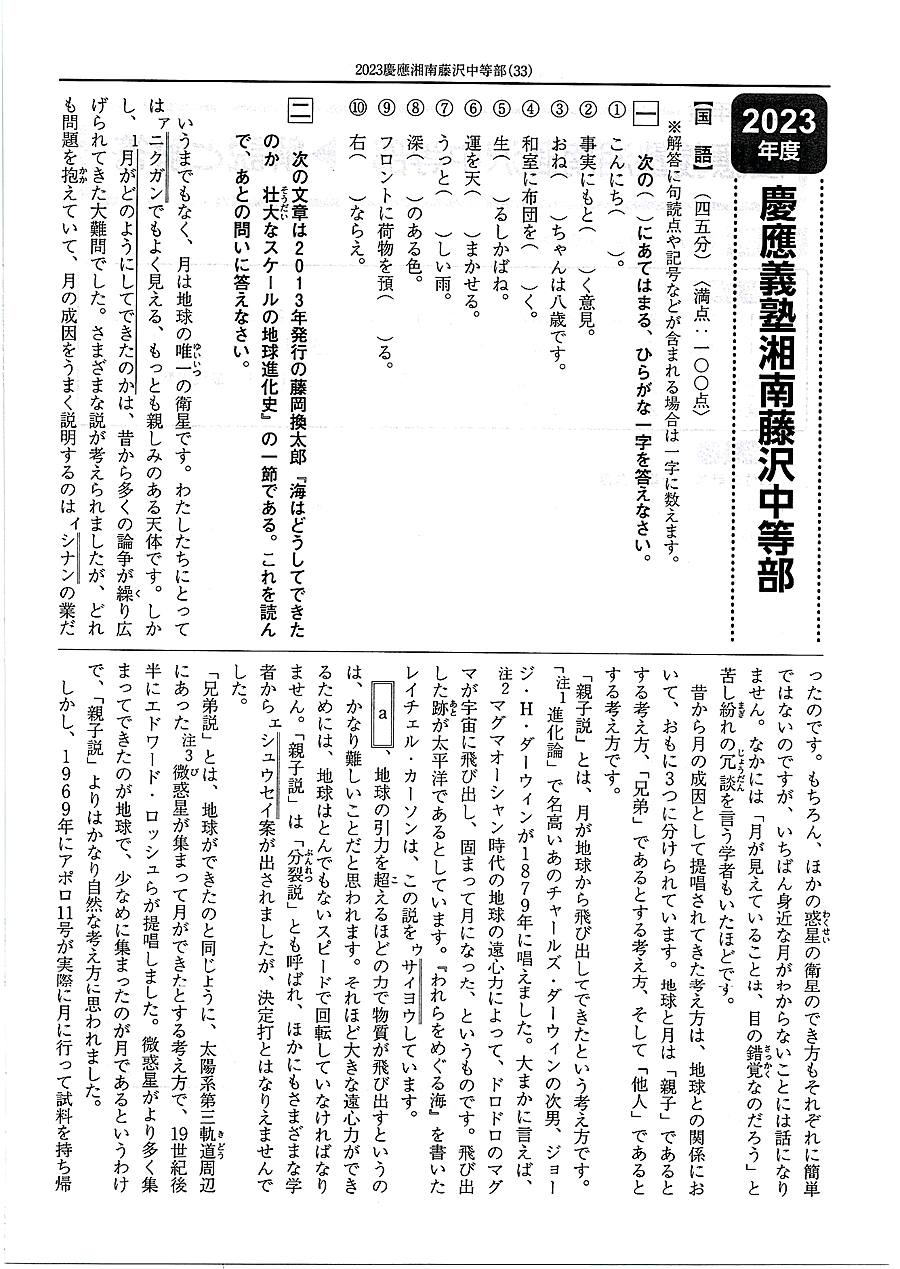 2023慶應湘南藤沢中等部(33)
2023年度
慶應義塾湘南藤沢中等部
【国語】(四五分)〈満点:一〇〇点〉
※解答に句読点や記号などが含まれる場合は一字に数えます。
一 次の( )にあてはまる、ひらがな一字を答えなさい。
① こんにち( )。
② 事実にもと( )く意見。
③ おね( )ちゃんは八歳です。
④ 和室に布団を( )く。
⑤ 生( )るしかばね。
⑥ 運を天( )まかせる。
⑦ うっと( )しい雨。
⑧ 深( )のある色。
⑨ フロントに荷物を預( )る。
⑩ 右( )ならえ。
二 次の文章は2013年発行の藤岡換太郎『海はどうしてできた
のか 壮大なスケールの地球進化史』の一節である。これを読ん
で、あとの問いに答えなさい。
いうまでもなく、月は地球の唯一の衛星です。わたしたちにとって
はアニクガンでもよく見える、もっとも親しみのある天体です。しか
し、1月がどのようにしてできたのかは、昔から多くの論争が繰り広
げられてきた大難問でした。さまざまな説が考えられましたが、どれ
も問題を抱えていて、月の成因をうまく説明するのはィシナンの業だ
ったのです。もちろん、ほかの惑星の衛星のでき方もそれぞれに簡単
ではないのですが、いちばん身近な月がわからないことには話になり
ません。なかには「月が見えていることは、目の錯覚なのだろう」と
苦し紛れの冗談を言う学者もいたほどです。
昔から月の成因として提唱されてきた考え方は、地球との関係にお
いて、おもに3つに分けられています。地球と月は「親子」であると
する考え方、「兄弟」であるとする考え方、そして「他人」であると
する考え方です。
「親子説」とは、月が地球から飛び出してできたという考え方です。
「注1進化論」で名高いあのチャールズ・ダーウィンの次男、ジョー
ジ・H・ダーウィンが1879年に唱えました。大まかに言えば、
注2マグマオーシャン時代の地球の遠心力によって、ドロドロのマグ
マが宇宙に飛び出し、固まって月になった、というものです。飛び出
した跡が太平洋であるとしています。『われらをめぐる海』を書いた
レイチェル・カーソンは、この説をゥサイヨウしています。
a、地球の引力を超えるほどの力で物質が飛び出すというの
は、かなり難しいことだと思われます。それほど大きな遠心力ができ
るためには、地球はとんでもないスピードで回転していなければなり
ません。「親子説」は「分裂説」とも呼ばれ、ほかにもさまざまな学
者からェシュウセイ案が出されましたが、決定打とはなりえませんで
した。
「兄弟説」とは、地球ができたのと同じように、太陽系第三軌道周辺
にあった注3微惑星が集まって月ができたとする考え方で、19世紀後
半にエドワード・ロッシュらが提唱しました。微惑星がより多く集
まってできたのが地球で、少なめに集まったのが月であるというわけ
で、「親子説」よりはかなり自然な考え方に思われました。
しかし、1969年にアポロ11号が実際に月に行って試料を持ち帰